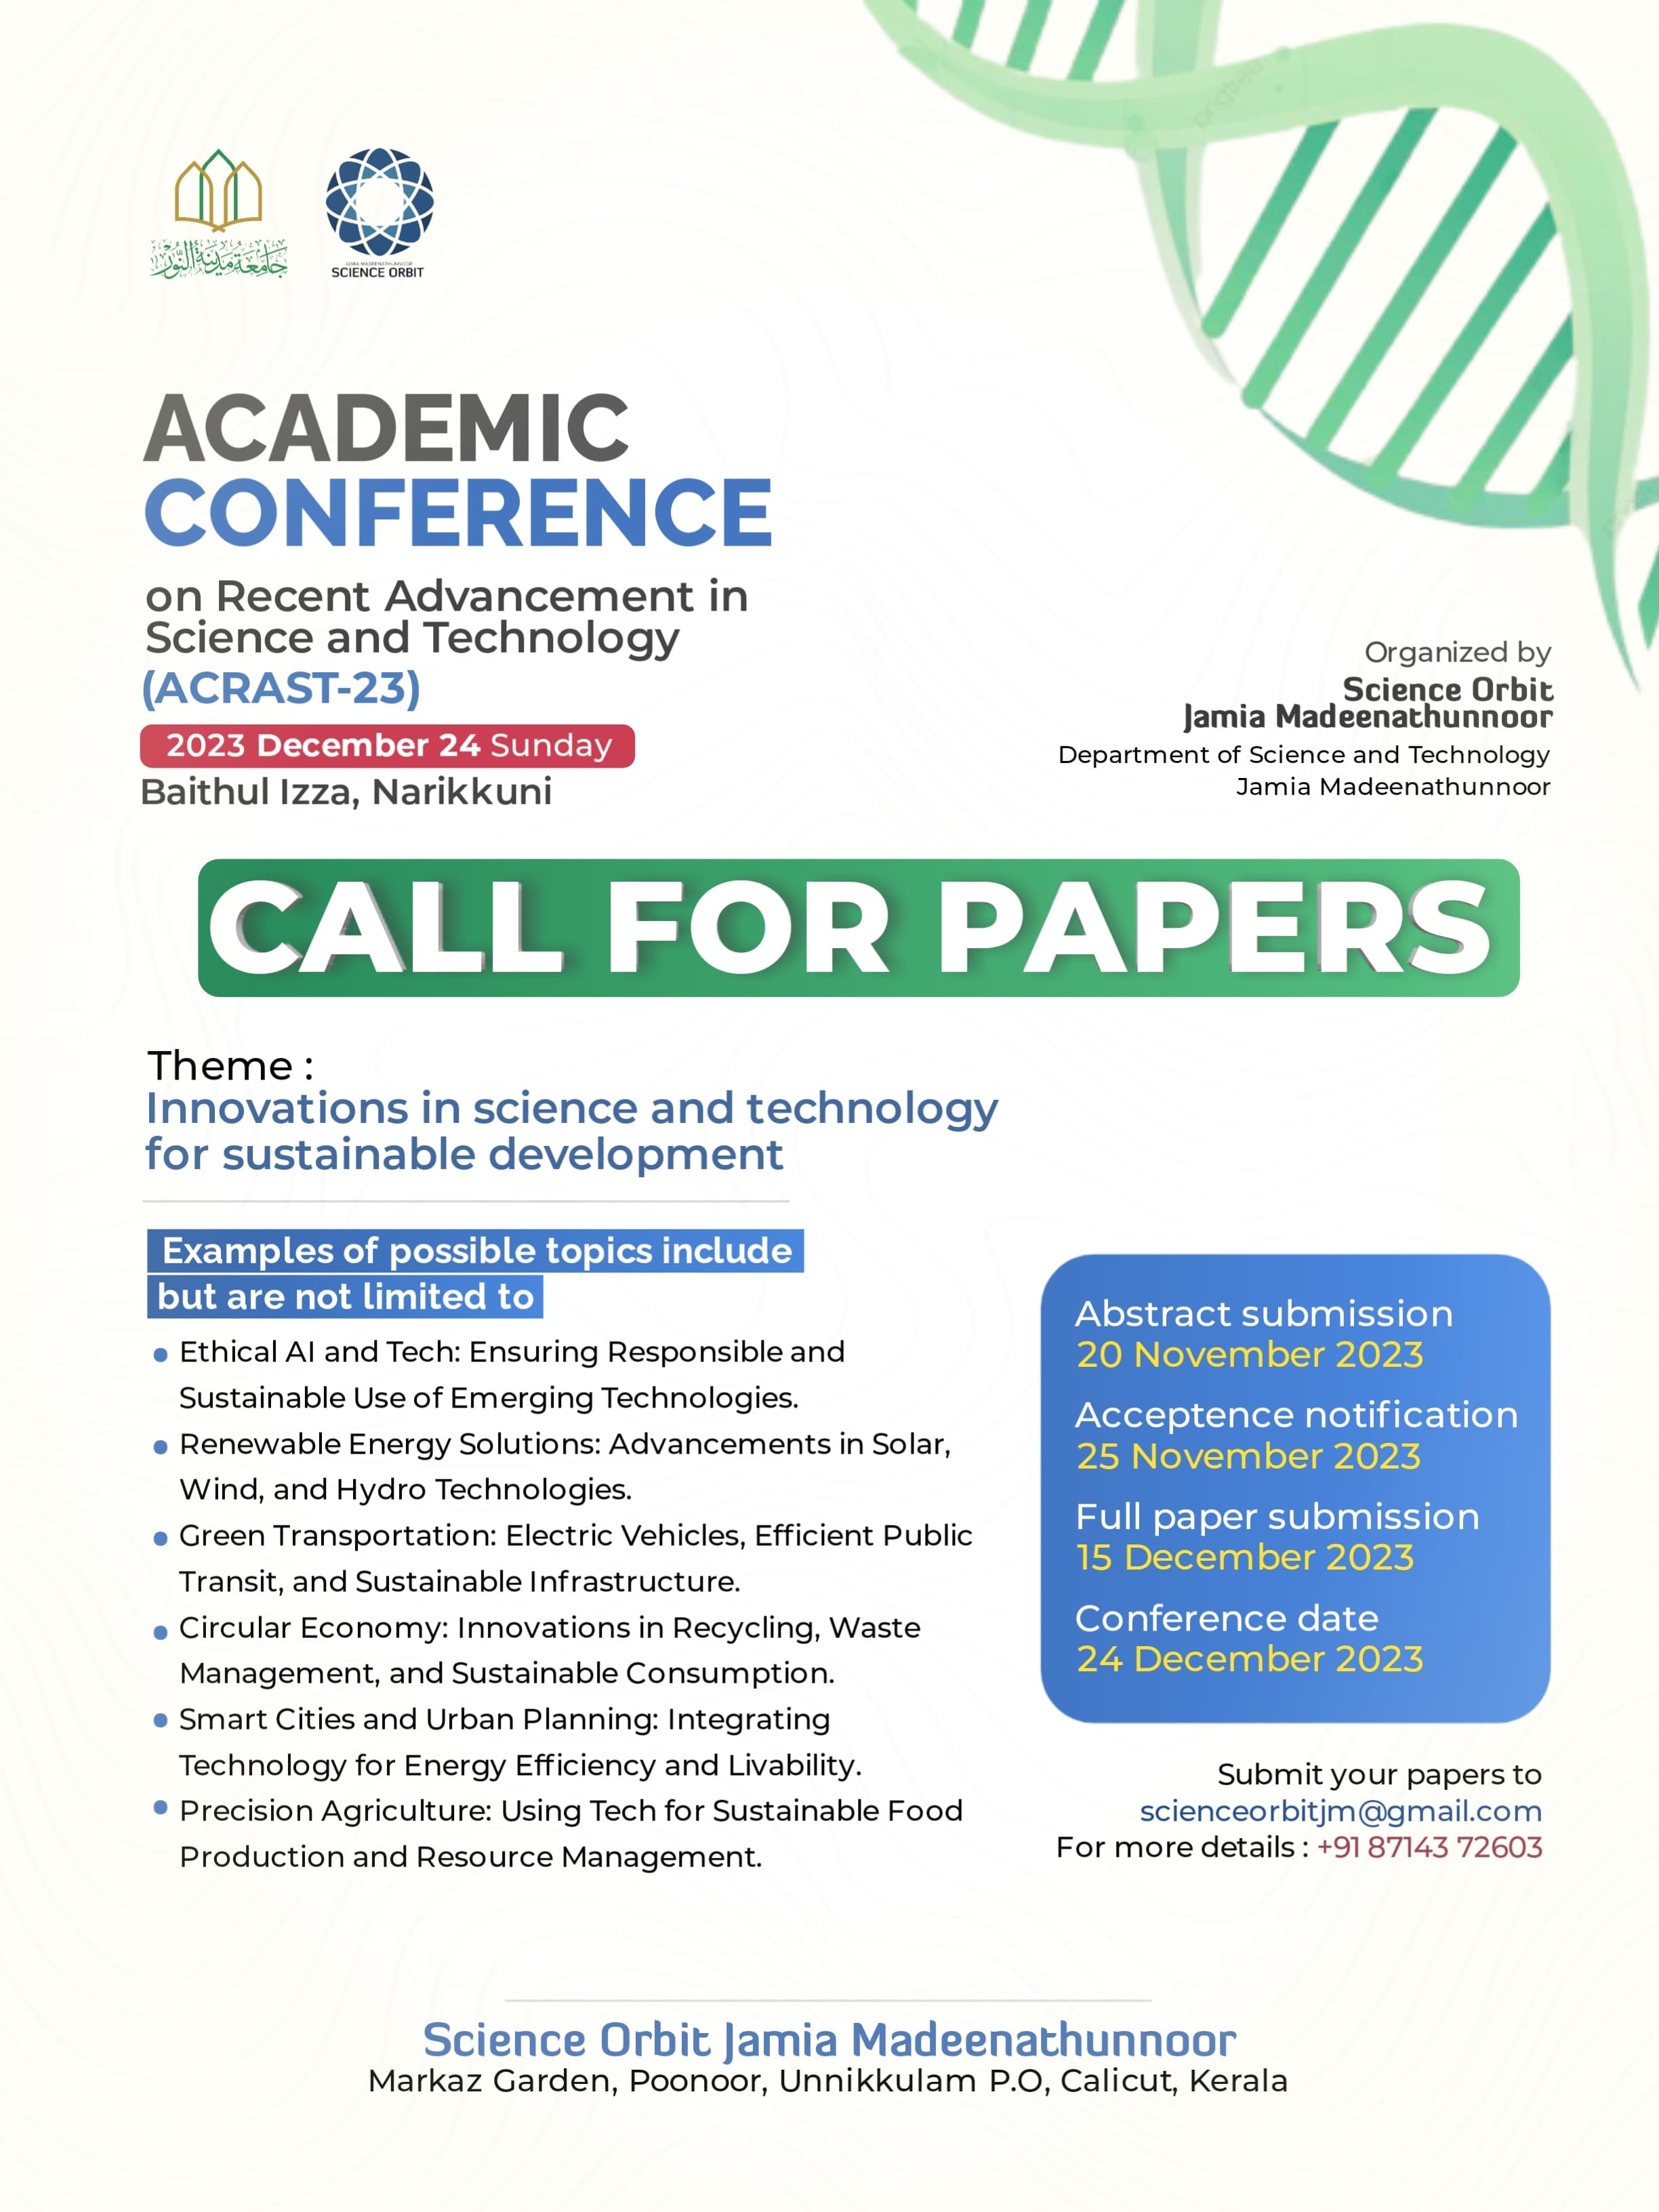 جامعة مدينة النور
JAMIA MADEENATHUNNOOR
SCIENCE ORBIT
ACADEMIC
CONFERENCE
on Recent Advancement in
Science and Technology
(ACRAST-23)
2023 December 24 Sunday
Baithul Izza, Narikkuni
Organized by
Science Orbit
Jamia Madeenathunnoor
Department of Science and Technology
Jamia Madeenathunnoor
CALL FOR PAPERS
Theme :
Innovations in science and technology
for sustainable development
Examples of possible topics include
but are not limited to
Ethical AI and Tech: Ensuring Responsible and
Sustainable Use of Emerging Technologies.
Renewable Energy Solutions: Advancements in Solar,
Wind, and Hydro Technologies.
Green Transportation: Electric Vehicles, Efficient Public
Transit, and Sustainable Infrastructure.
Circular Economy: Innovations in Recycling, Waste
Management, and Sustainable Consumption.
Smart Cities and Urban Planning: Integrating
Technology for Energy Efficiency and Livability.
Precision Agriculture: Using Tech for Sustainable Food
Production and Resource Management.
Abstract submission
20 November 2023
Acceptence notification
25 November 2023
Full paper submission
15 December 2023
Conference date
24 December 2023
Submit your papers to
scienceorbitjm@gmail.com
For more details : +91 87143 72603
Science Orbit Jamia Madeenathunnoor
Markaz Garden, Poonoor, Unnikkulam P.O, Calicut, Kerala